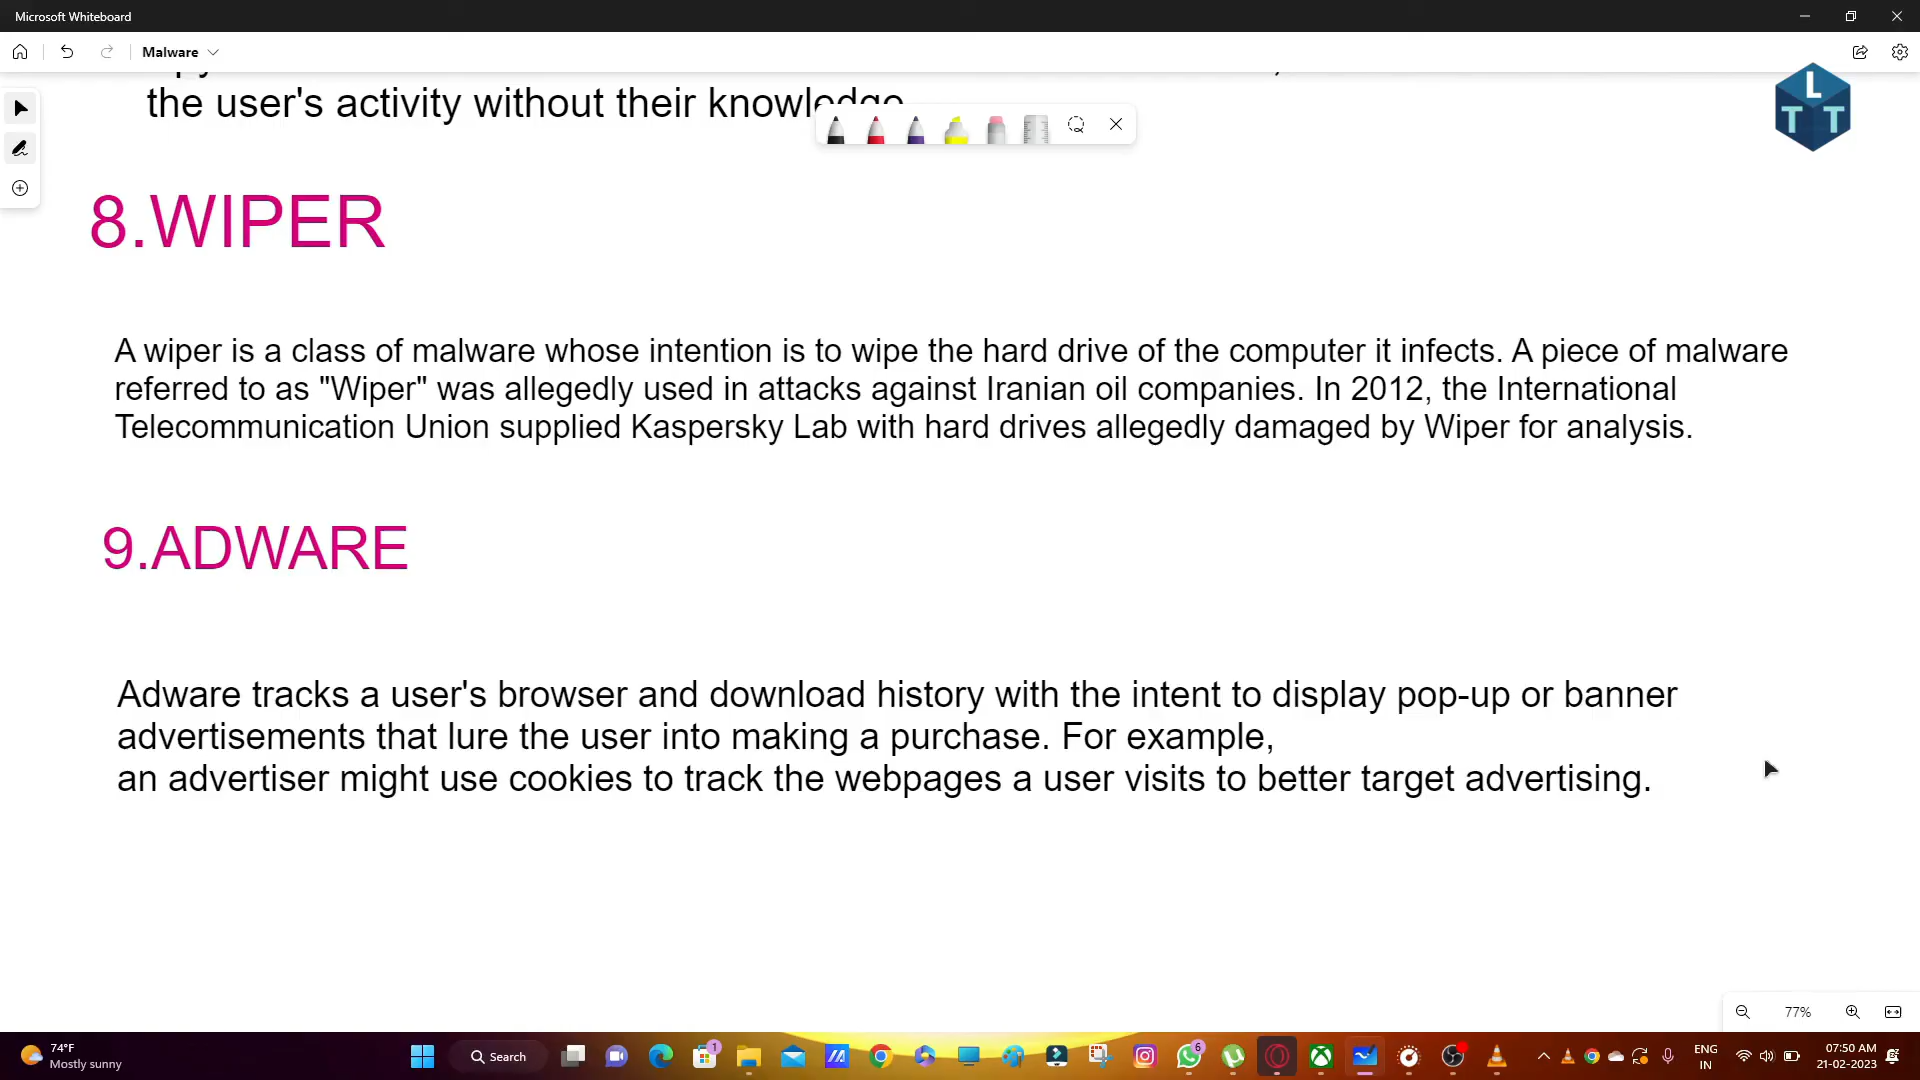 Microsoft Whiteboard
Malware
the user's activity without their knowledge
L
T T
8.WIPER
A wiper is a class of malware whose intention is to wipe the hard drive of the computer it infects. A piece of malware
referred to as "Wiper" was allegedly used in attacks against Iranian oil companies. In 2012, the International
Telecommunication Union supplied Kaspersky Lab with hard drives allegedly damaged by Wiper for analysis.
9.ADWARE
Adware tracks a user's browser and download history with the intent to display pop-up or banner
advertisements that lure the user into making a purchase. For example,
an advertiser might use cookies to track the webpages a user visits to better target advertising.
77%
74°F
Mostly sunny
Search
1
6
ENG
IN
07:50 AM
21-02-2023